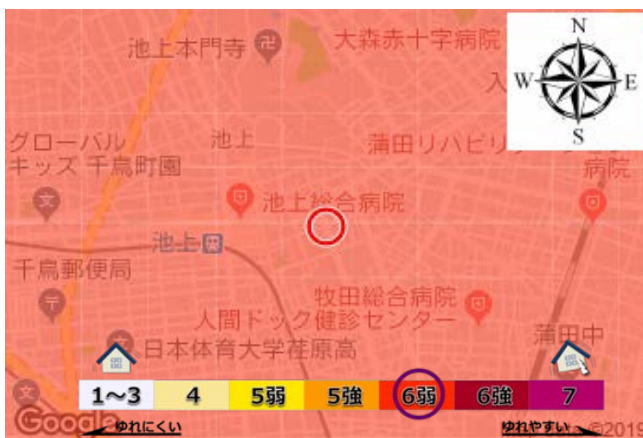 N
W E
S
池上本門寺
大森赤十字病院
入
グローバル
キッズ 千鳥町園
池上
蒲田リハビリ
病院
池上総合病院
池上
千鳥郵便局
牧田総合病院
人間ドック健診センター
蒲田中
日本体育大学荏原高
1～3 4 5弱 5強 6弱 6強 7
Google
ゆれにくい ゆれやすい
©2019